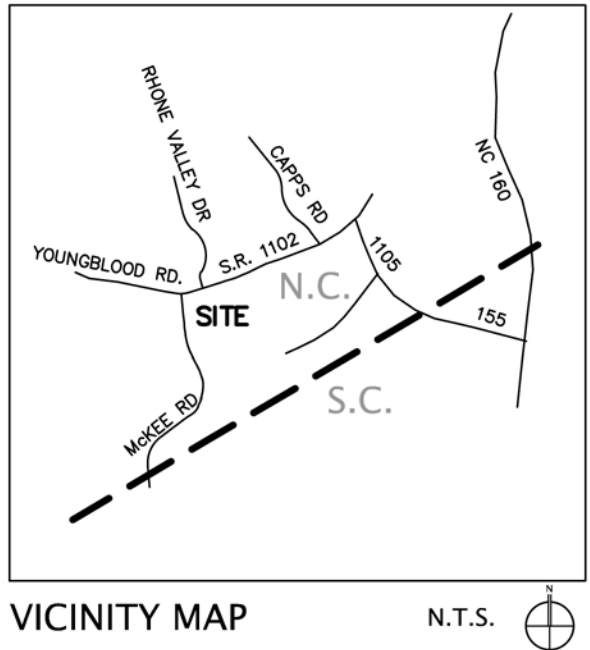 RHONE VALLEY DR
CAPPS RD
NC 160
YOUNGBLOOD RD.
S.R. 1102
1105
N.C.
SITE
155
S.C.
McKEE RD
VICINITY MAP
N.T.S.
N